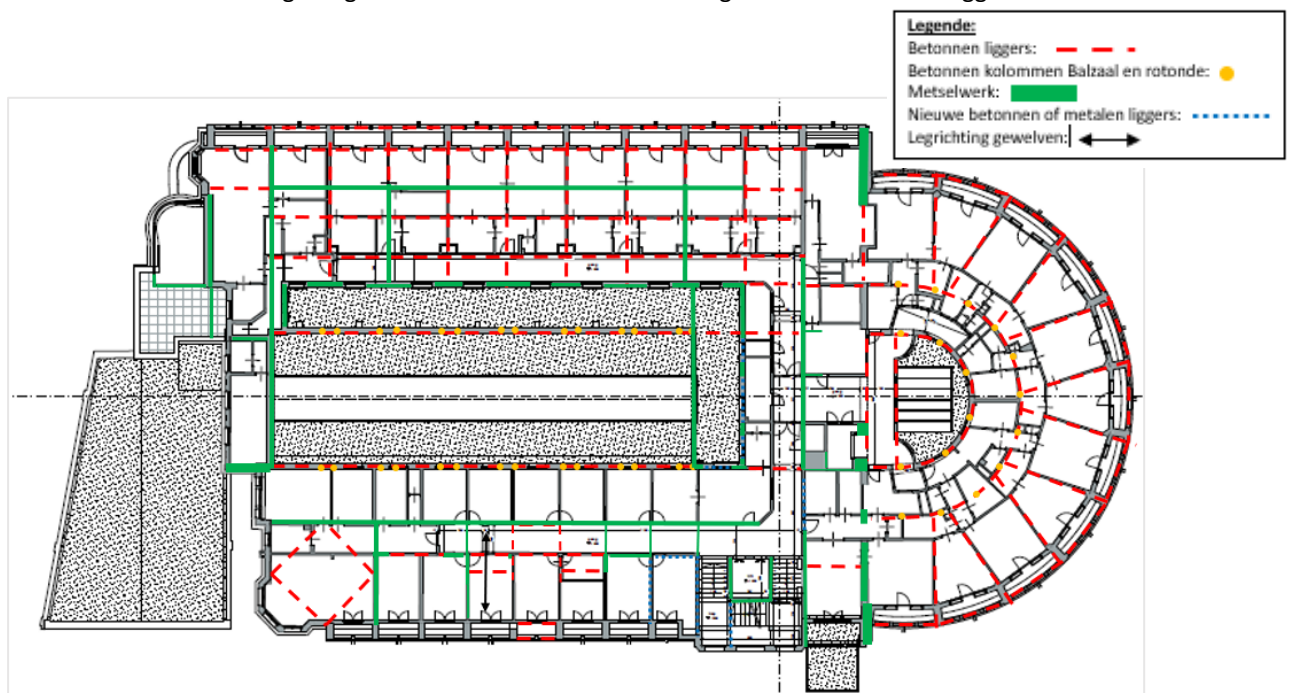 Legende:
Betonnen liggers:
Betonnen kolommen Balzaal en rotonde:
Metselwerk:
Nieuwe betonnen of metalen liggers:
Legrichting gewelven: